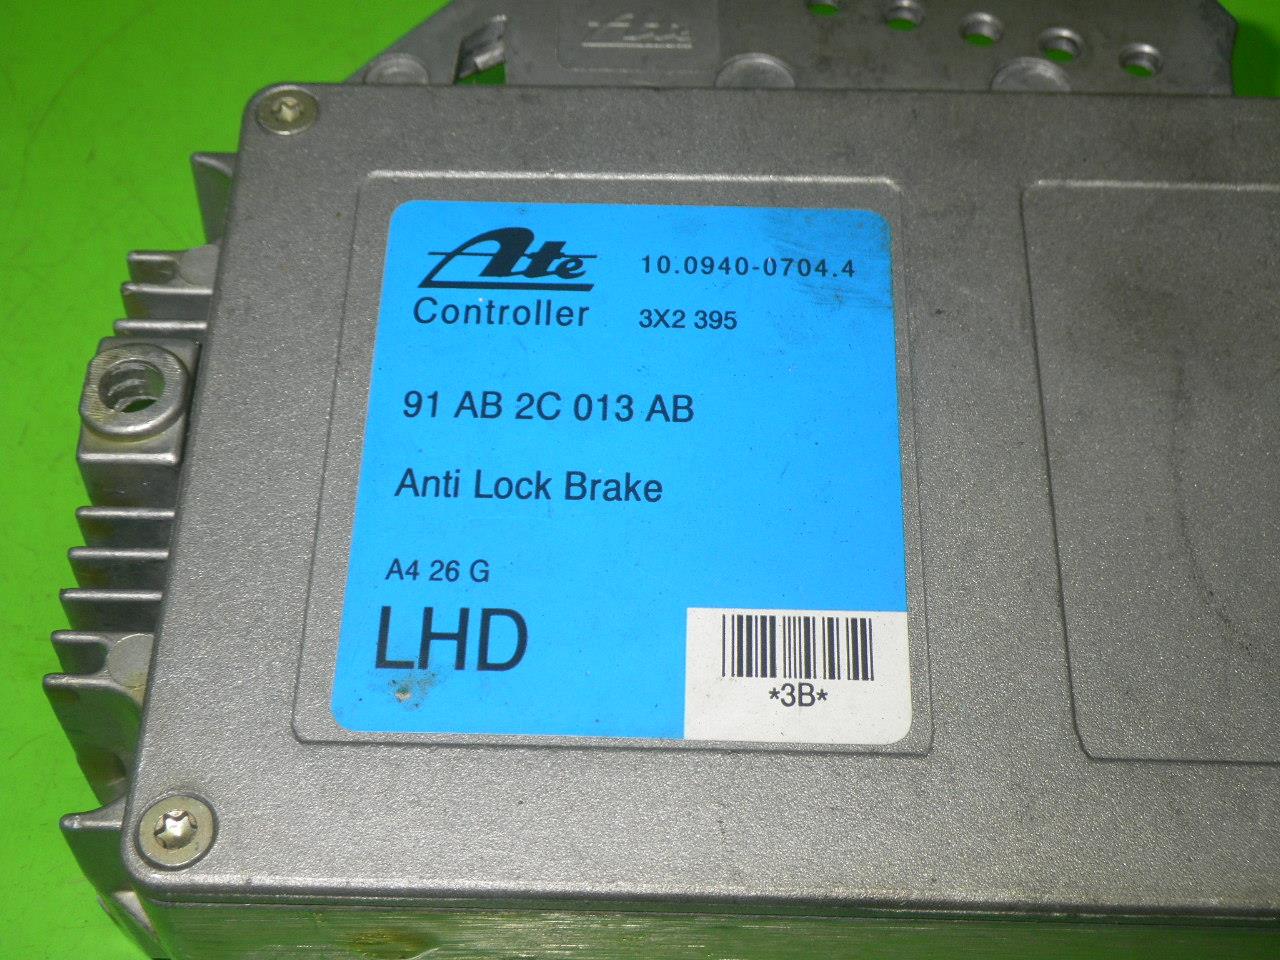 Ate
Ate 10.0940-0704.4
Controller 3X2 395
91 AB 2C 013 AB
Anti Lock Brake
A4 26 G
LHD
*3B*